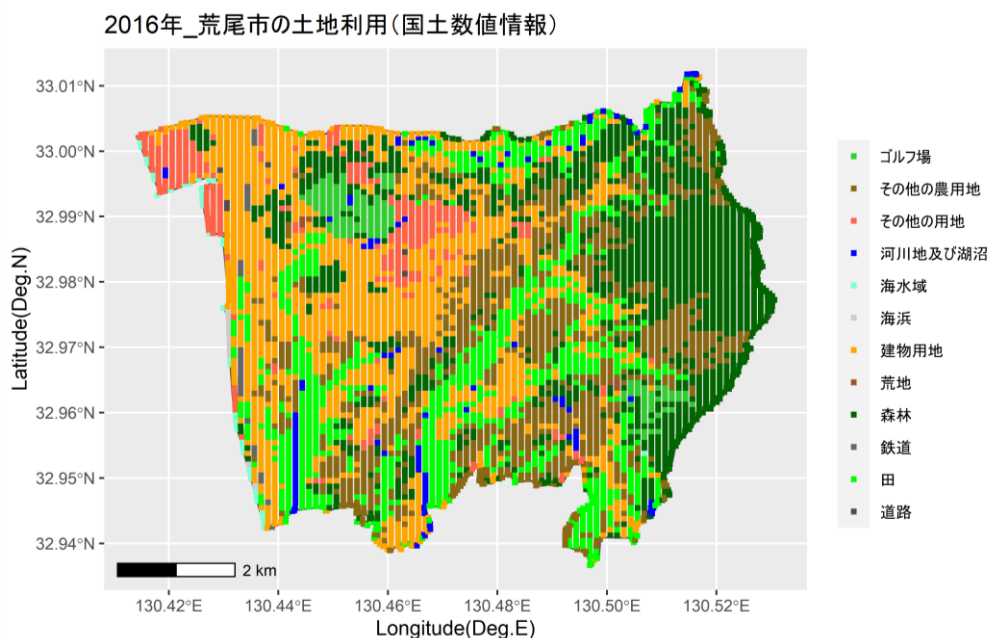 2016年_荒尾市の土地利用（国土数値情報）
33.01°N
33.00°N
32.99°N
32.98°N
32.97°N
32.96°N
32.95°N
32.94°N
Latitude(Deg.N)
2 km
130.42°E
130.44°E
130.46°E
130.48°E
130.50°E
130.52°E
Longitude(Deg.E)
ゴルフ場
その他の農用地
その他の用地
河川地及び湖沼
海水域
海浜
建物用地
荒地
森林
鉄道
田
道路